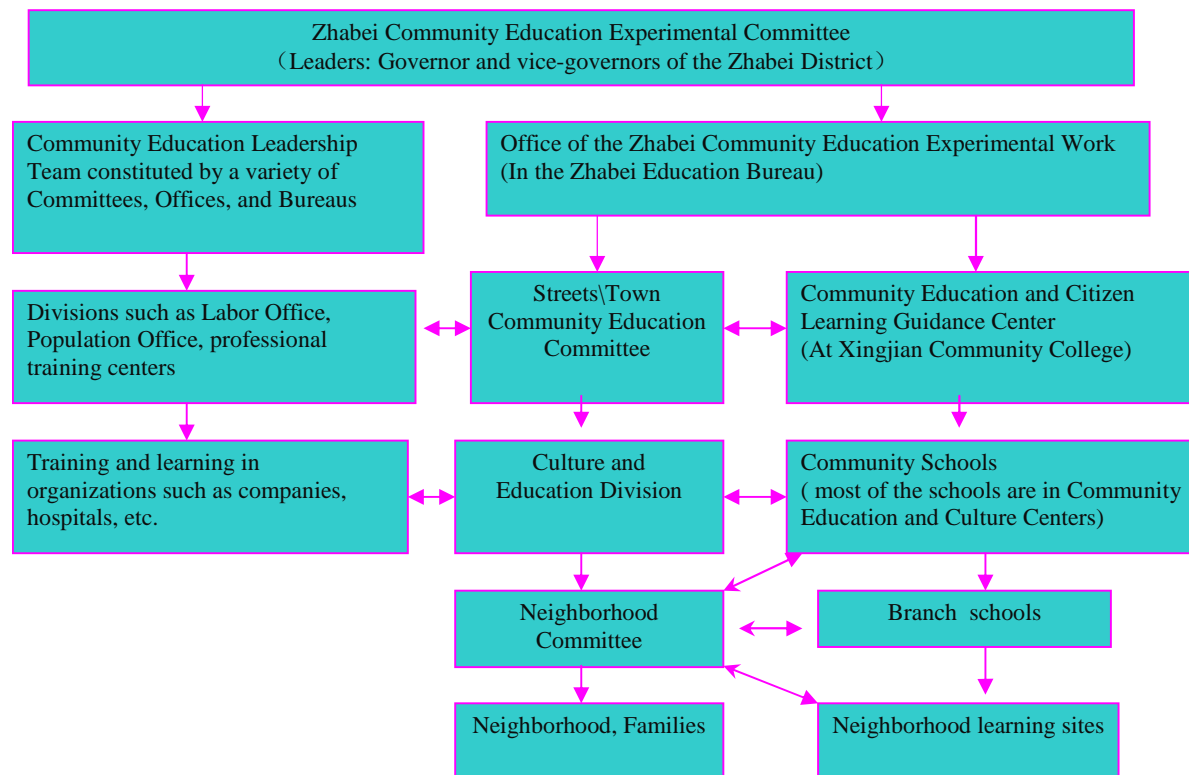 Zhabei Community Education Experimental Committee
（Leaders: Governor and vice-governors of the Zhabei District）
Community Education Leadership
Team constituted by a variety of
Committees, Offices, and Bureaus
Office of the Zhabei Community Education Experimental Work
(In the Zhabei Education Bureau)
Divisions such as Labor Office,
Population Office, professional
training centers
Streets\Town
Community Education
Committee
Community Education and Citizen
Learning Guidance Center
(At Xingjian Community College)
Training and learning in
organizations such as companies,
hospitals, etc.
Culture and
Education Division
Community Schools
( most of the schools are in Community
Education and Culture Centers)
Neighborhood
Committee
Branch schools
Neighborhood, Families
Neighborhood learning sites